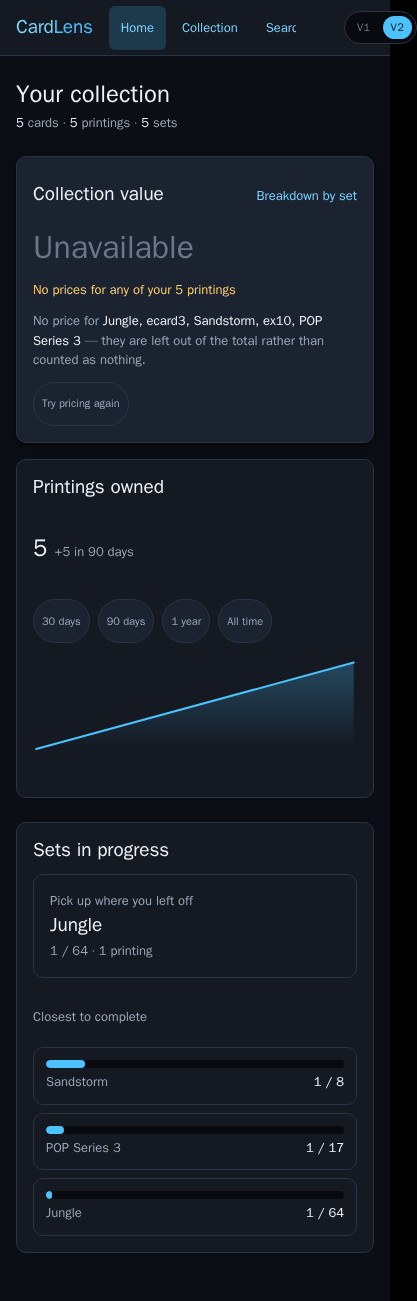 CardLens Home Collection Searc V1 V2
Your collection
5 cards · 5 printings · 5 sets
Collection value
Breakdown by set
Unavailable
No prices for any of your 5 printings
No price for Jungle, ecard3, Sandstorm, ex10, POP
Series 3 — they are left out of the total rather than
counted as nothing.
Try pricing again
Printings owned
5 +5 in 90 days
30 days 90 days 1 year All time
Sets in progress
Pick up where you left off
Jungle
1 / 64 · 1 printing
Closest to complete
Sandstorm 1 / 8
POP Series 3 1 / 17
Jungle 1 / 64